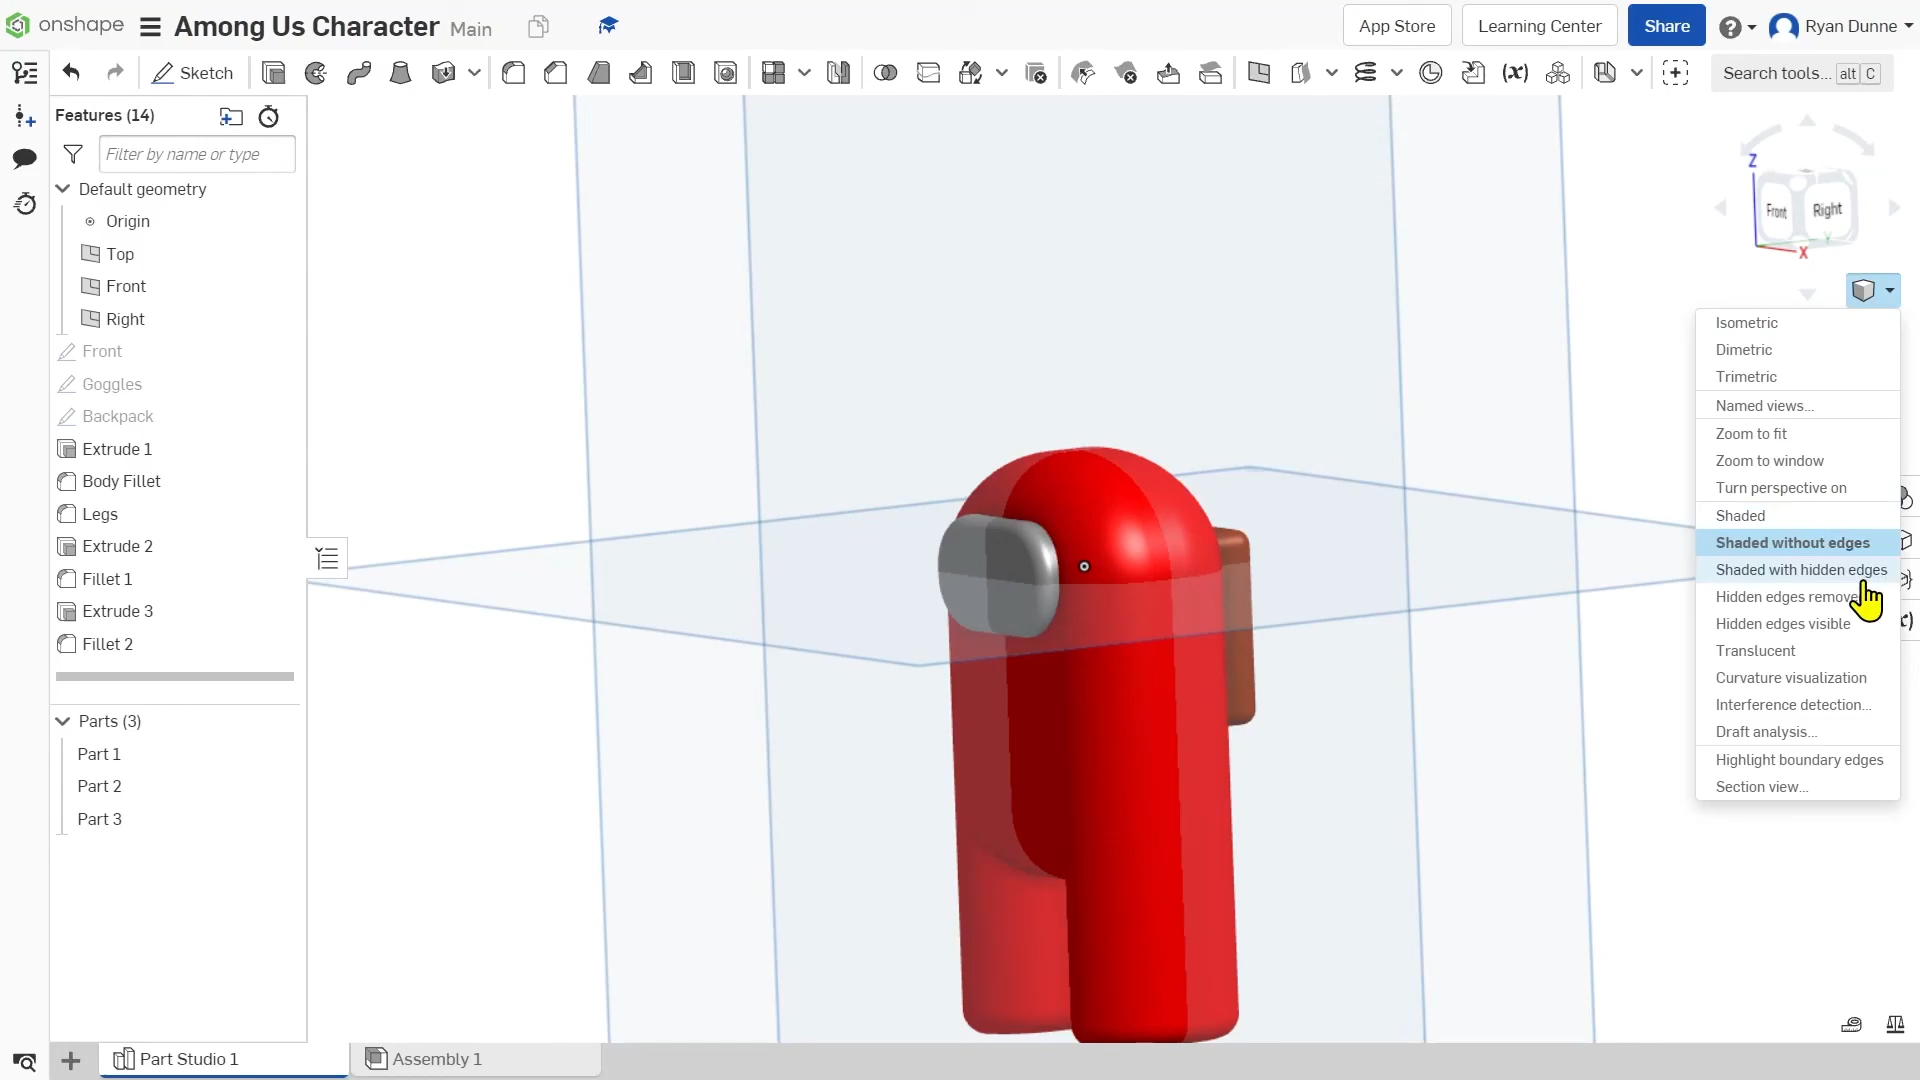 onshape Among Us Character Main App Store Learning Center Share Ryan Dunne
Sketch Search tools... alt C
Features (14)
Filter by name or type
Default geometry
Origin
Top
Front
Right
Front
Goggles
Backpack
Extrude 1
Body Fillet
Legs
Extrude 2
Fillet 1
Extrude 3
Fillet 2
Parts (3)
Part 1
Part 2
Part 3
Z
Front Right
Y
X
Isometric
Dimetric
Trimetric
Named views...
Zoom to fit
Zoom to window
Turn perspective on
Shaded
Shaded without edges
Shaded with hidden edges
Hidden edges remove
Hidden edges visible
Translucent
Curvature visualization
Interference detection...
Draft analysis...
Highlight boundary edges
Section view...
Part Studio 1 Assembly 1